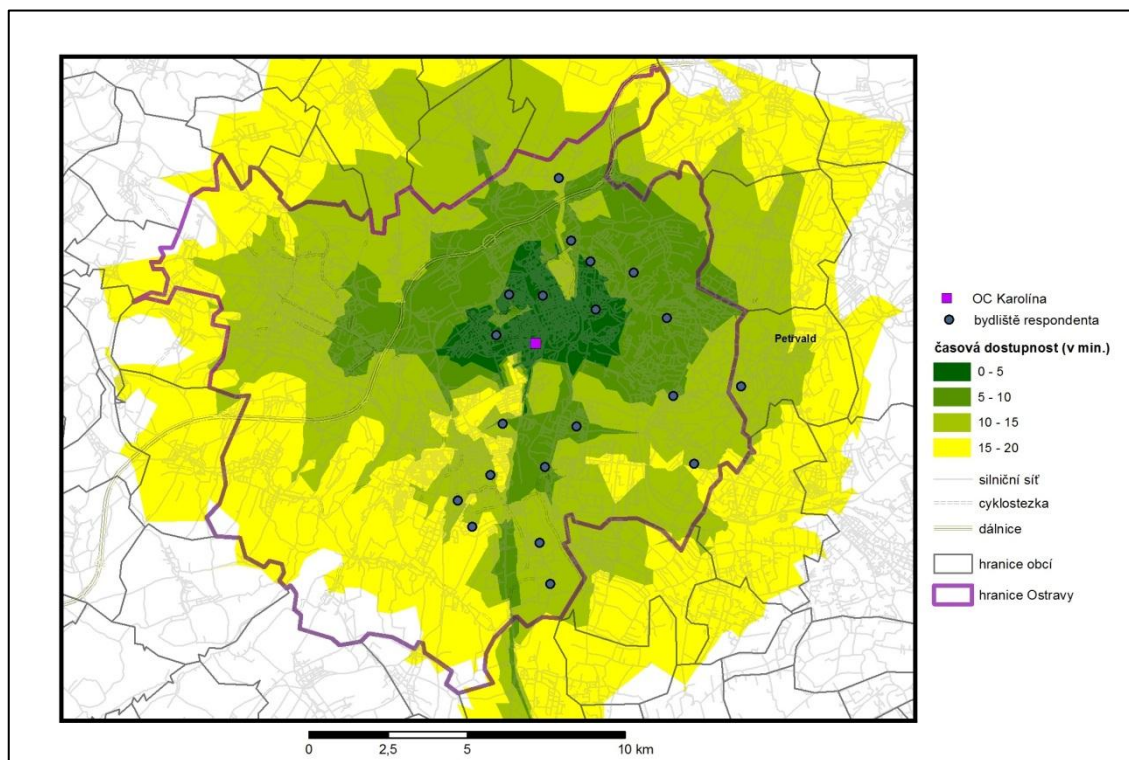 Petřvald
OC Karolína
bydliště respondenta
časová dostupnost (v min.)
0 - 5
5 - 10
10 - 15
15 - 20
silniční síť
cyklostezka
dálnice
hranice obcí
hranice Ostravy
0 2,5 5 10 km